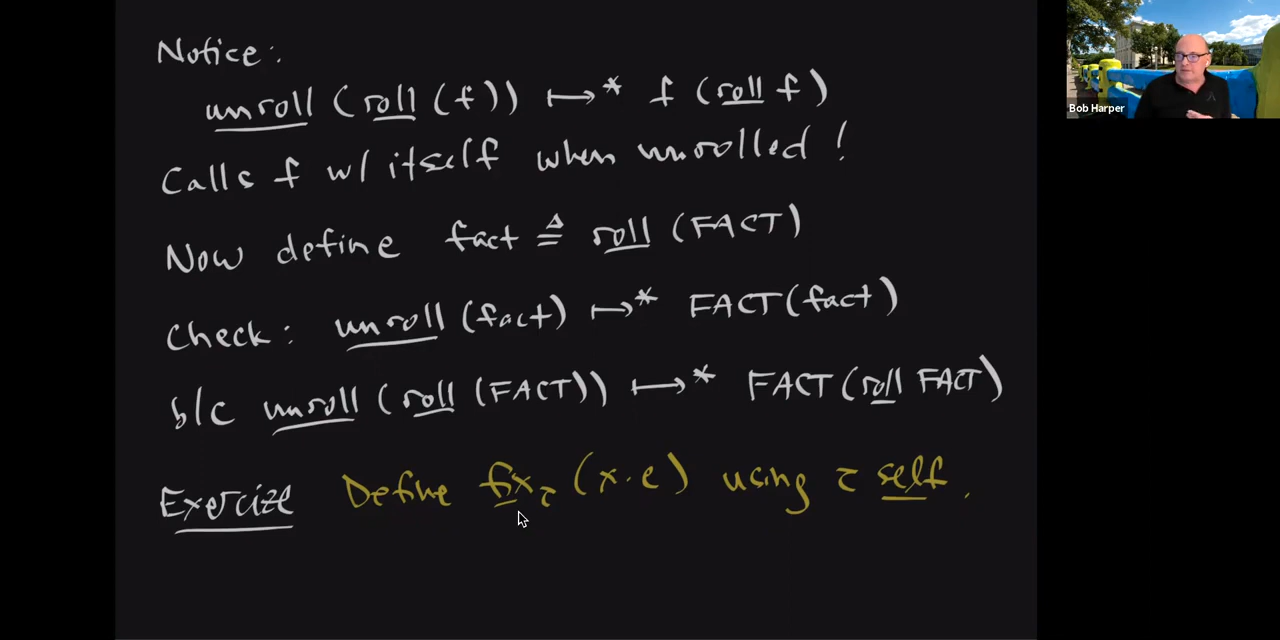 Notice:
unroll (roll (f)) ↦* f (roll f)
Calls f w/ itself when unrolled!
Now define fact ≜ roll (FACT)
Check: unroll (fact) ↦* FACT(fact)
b/c unroll (roll (FACT)) ↦* FACT (roll FACT)
Exercize Define fix_τ (x.e) using τ self.
Bob Harper